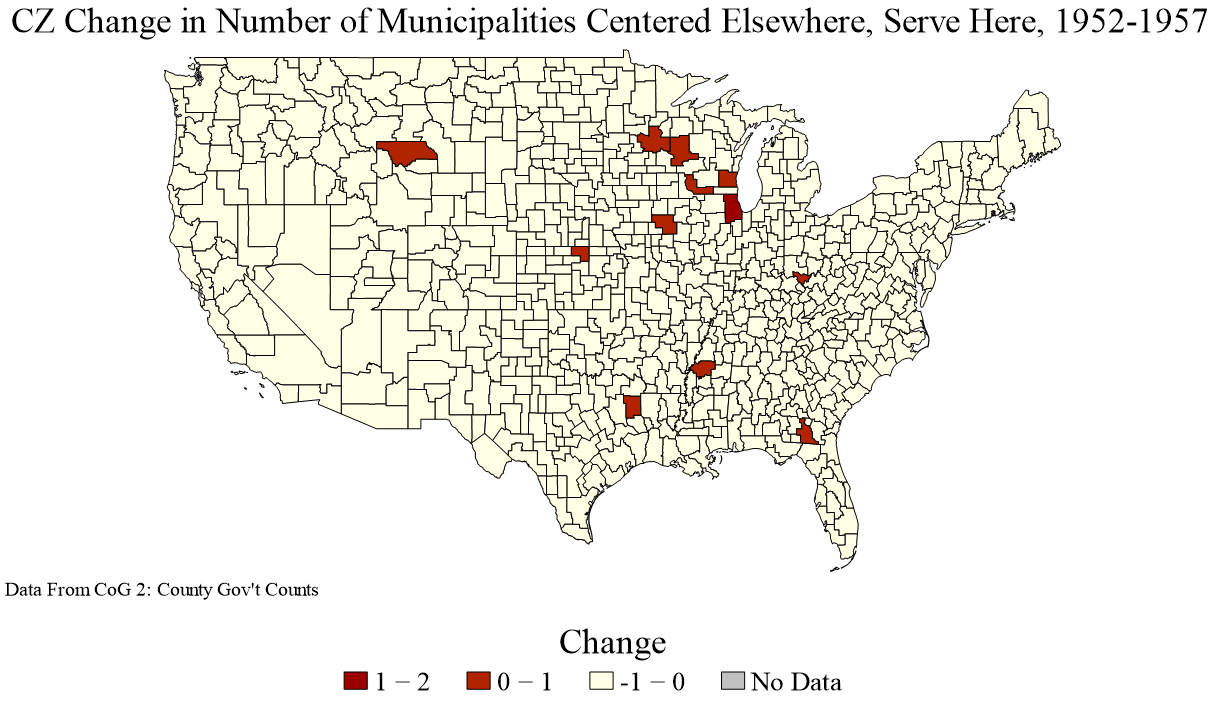 CZ Change in Number of Municipalities Centered Elsewhere, Serve Here, 1952-1957
Data From CoG 2: County Gov't Counts
Change
1 − 2
0 − 1
-1 − 0
No Data